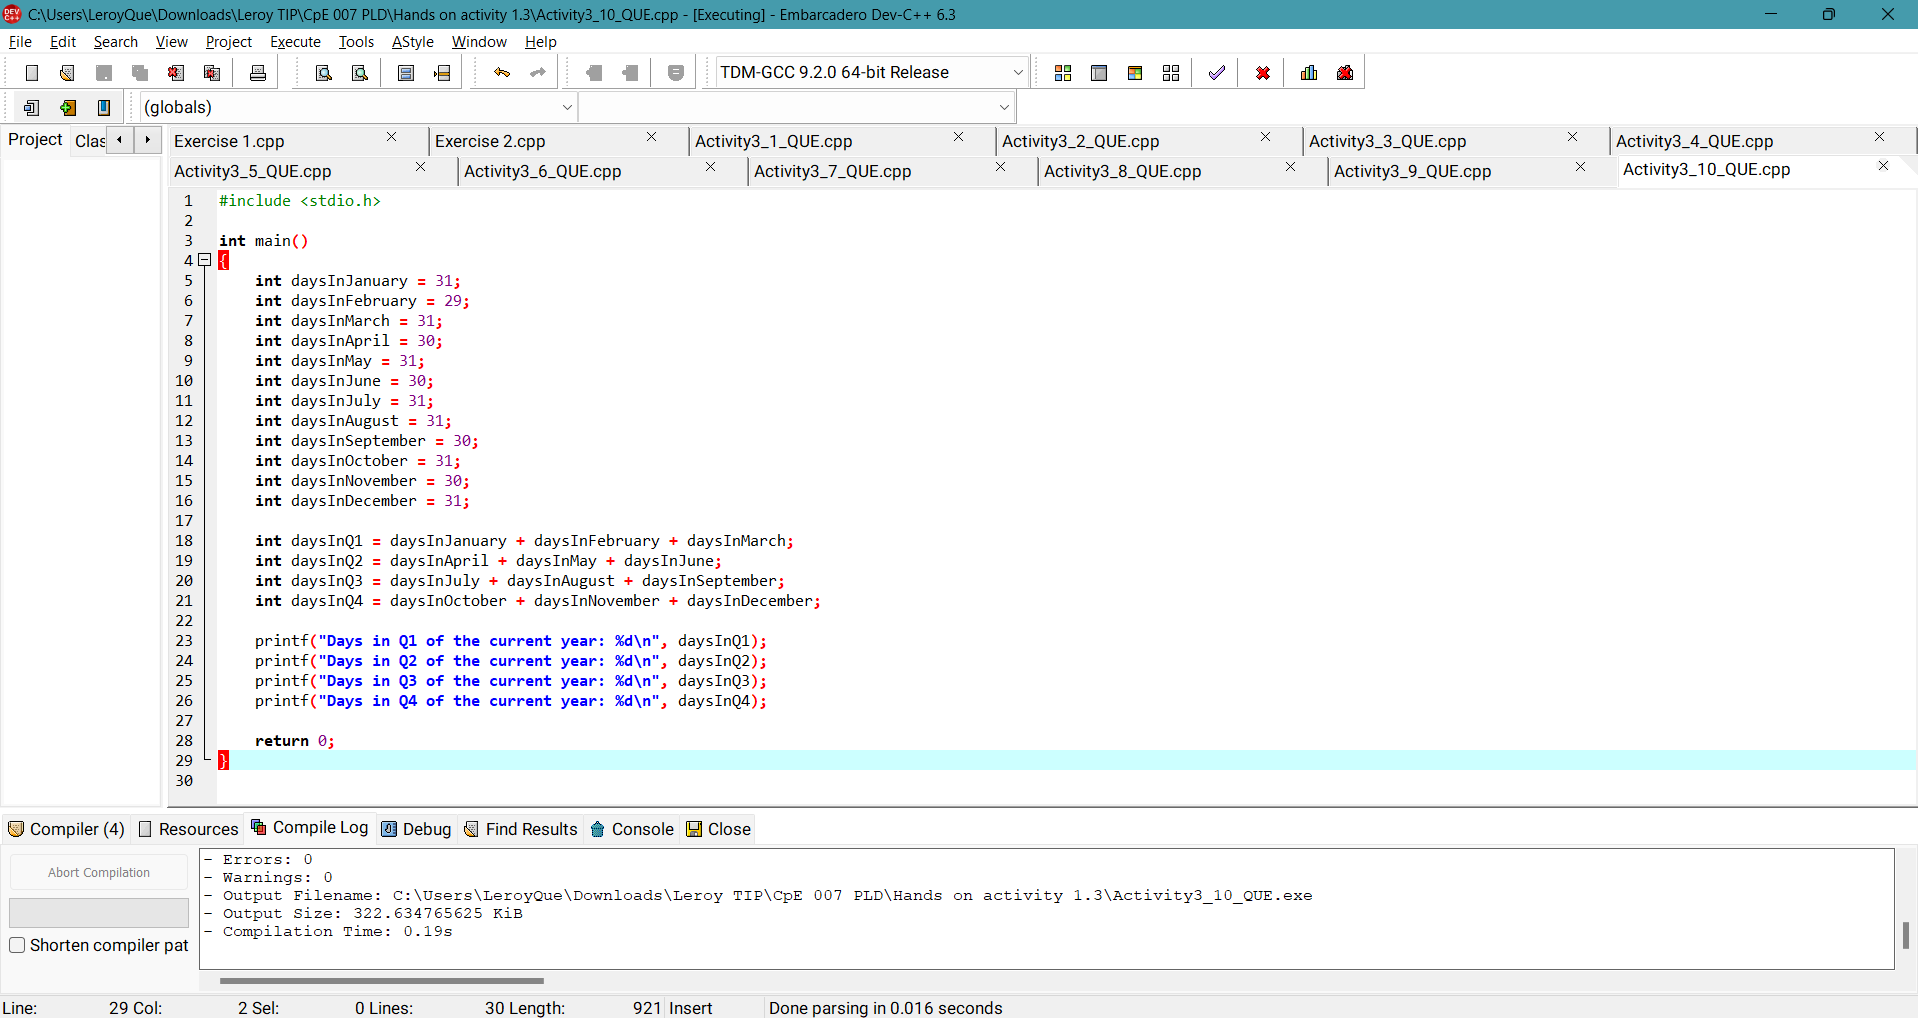 C:\Users\LeroyQue\Downloads\Leroy TIP\CpE 007 PLD\Hands on activity 1.3\Activity3_10_QUE.cpp - [Executing] - Embarcadero Dev-C++ 6.3
File Edit Search View Project Execute Tools AStyle Window Help
TDM-GCC 9.2.0 64-bit Release
(globals)
Project Clas
Exercise 1.cpp Exercise 2.cpp Activity3_1_QUE.cpp Activity3_2_QUE.cpp Activity3_3_QUE.cpp Activity3_4_QUE.cpp
Activity3_5_QUE.cpp Activity3_6_QUE.cpp Activity3_7_QUE.cpp Activity3_8_QUE.cpp Activity3_9_QUE.cpp Activity3_10_QUE.cpp
1 #include <stdio.h>
2
3 int main()
4 {
5 int daysInJanuary = 31;
6 int daysInFebruary = 29;
7 int daysInMarch = 31;
8 int daysInApril = 30;
9 int daysInMay = 31;
10 int daysInJune = 30;
11 int daysInJuly = 31;
12 int daysInAugust = 31;
13 int daysInSeptember = 30;
14 int daysInOctober = 31;
15 int daysInNovember = 30;
16 int daysInDecember = 31;
17
18 int daysInQ1 = daysInJanuary + daysInFebruary + daysInMarch;
19 int daysInQ2 = daysInApril + daysInMay + daysInJune;
20 int daysInQ3 = daysInJuly + daysInAugust + daysInSeptember;
21 int daysInQ4 = daysInOctober + daysInNovember + daysInDecember;
22
23 printf("Days in Q1 of the current year: %d\n", daysInQ1);
24 printf("Days in Q2 of the current year: %d\n", daysInQ2);
25 printf("Days in Q3 of the current year: %d\n", daysInQ3);
26 printf("Days in Q4 of the current year: %d\n", daysInQ4);
27
28 return 0;
29 }
30
Compiler (4) Resources Compile Log Debug Find Results Console Close
Abort Compilation
Shorten compiler pat
- Errors: 0
- Warnings: 0
- Output Filename: C:\Users\LeroyQue\Downloads\Leroy TIP\CpE 007 PLD\Hands on activity 1.3\Activity3_10_QUE.exe
- Output Size: 322.634765625 KiB
- Compilation Time: 0.19s
Line: 29 Col: 2 Sel: 0 Lines: 30 Length: 921 Insert Done parsing in 0.016 seconds